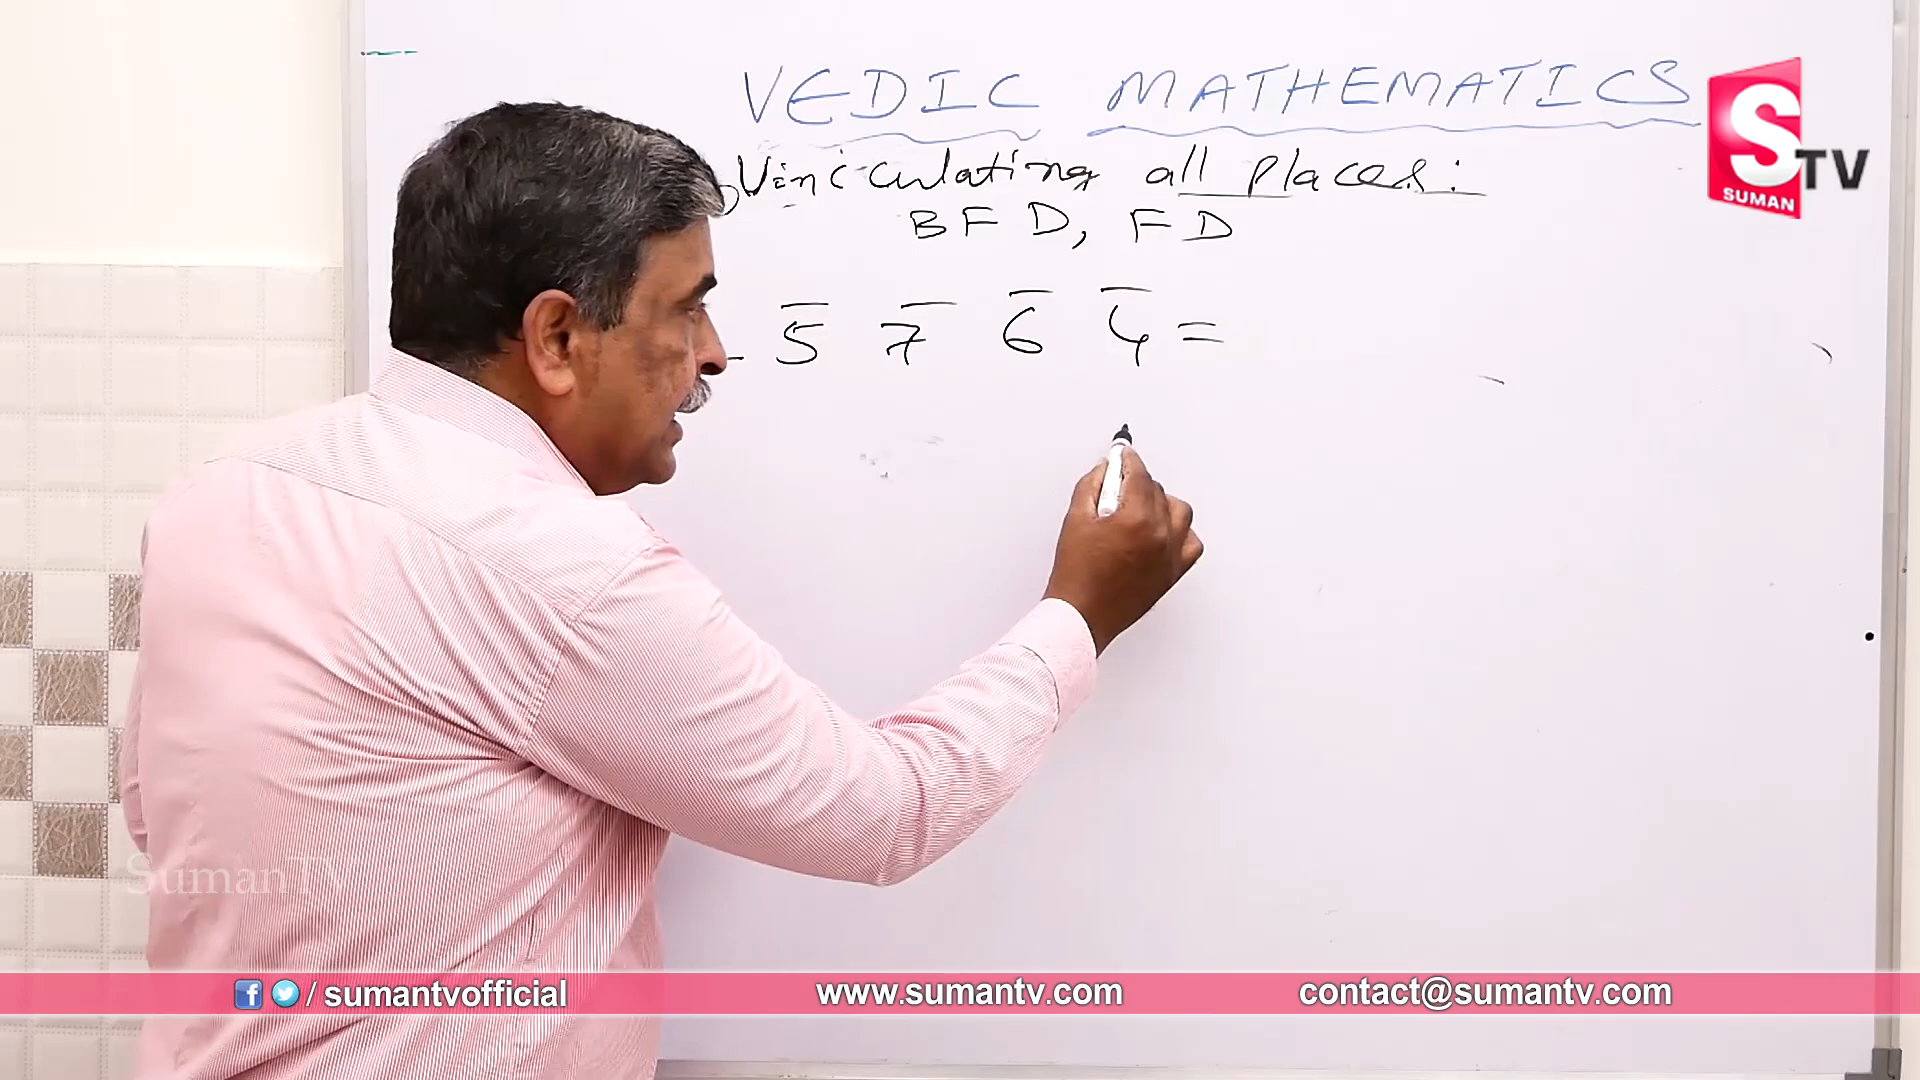 VEDIC MATHEMATICS
Vinculating all places:
BFD, FD
- 5̅ 7̅ 6̅ 4̅ =
S TV
SUMAN
SumanTV
/ sumantvofficial
www.sumantv.com
contact@sumantv.com